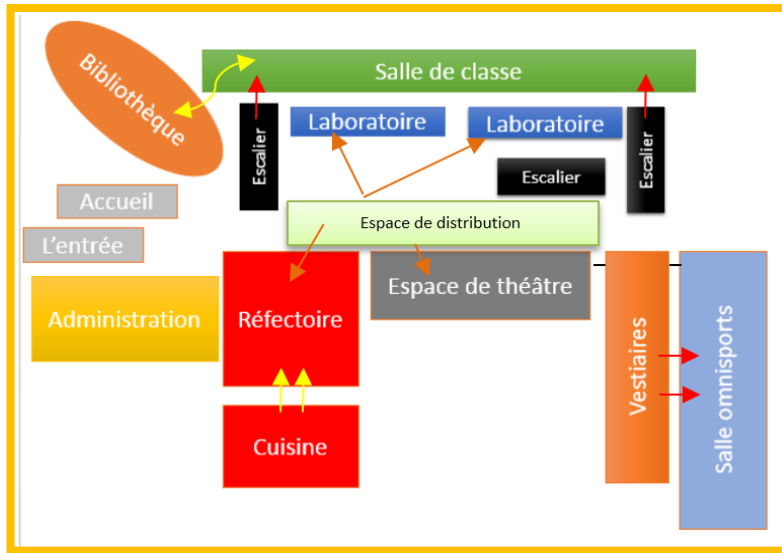 Bibliothèque
Salle de classe
Escalier
Laboratoire
Laboratoire
Escalier
Escalier
Accueil
Espace de distribution
L'entrée
Administration
Réfectoire
Espace de théâtre
Vestiaires
Salle omnisports
Cuisine